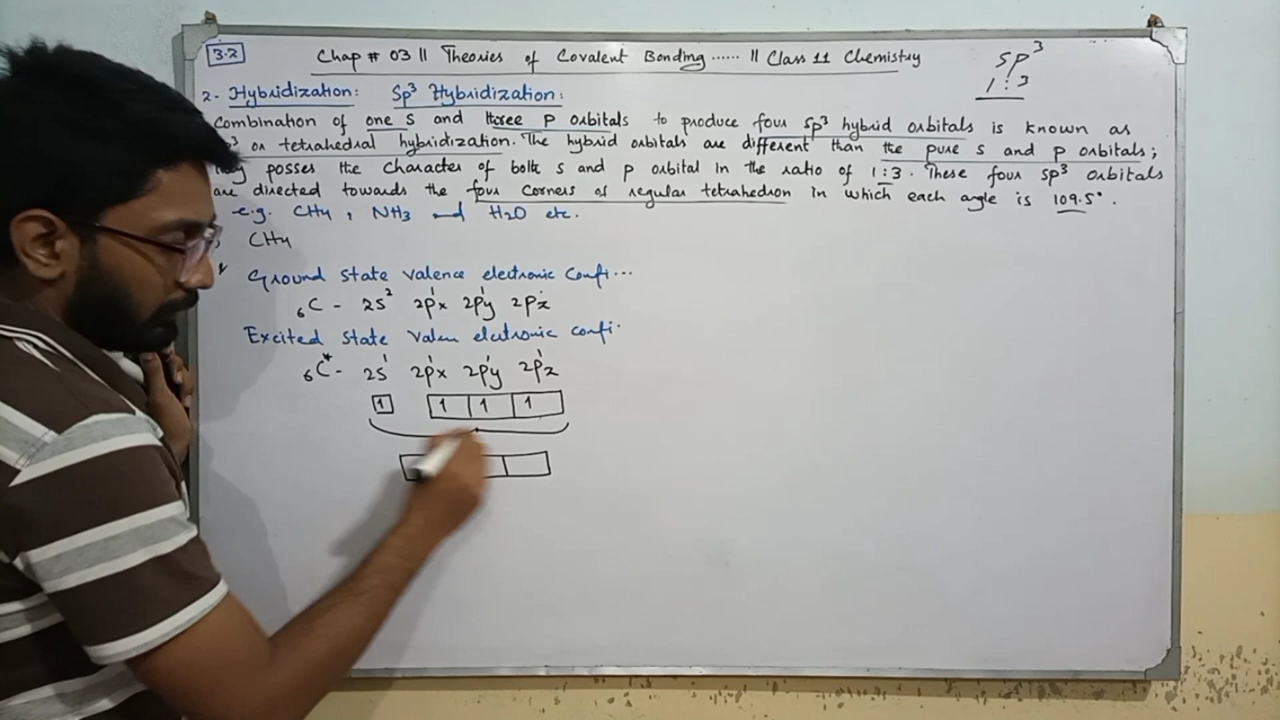 3.2
Chap # 03 || Theories of Covalent Bonding ...... || Class 11 Chemistry
sp³
1:3
2- Hybridization: Sp³ Hybridization:
Combination of one s and three p orbitals to produce four sp³ hybrid orbitals is known as
or tetrahedral hybridization. The hybrid orbitals are different than the pure s and p orbitals;
posses the character of both s and p orbital in the ratio of 1:3. These four sp³ orbitals
are directed towards the four corners of regular tetrahedron in which each angle is 109.5°.
e.g. CH4, NH3 and H2O etc.
CH4
Ground state valence electronic confi...
₆C - 2s² 2p¹x 2p¹y 2pz
Excited state valen electronic confi.
₆C* - 2s¹ 2p¹x 2p¹y 2p¹z
1 1 1 1